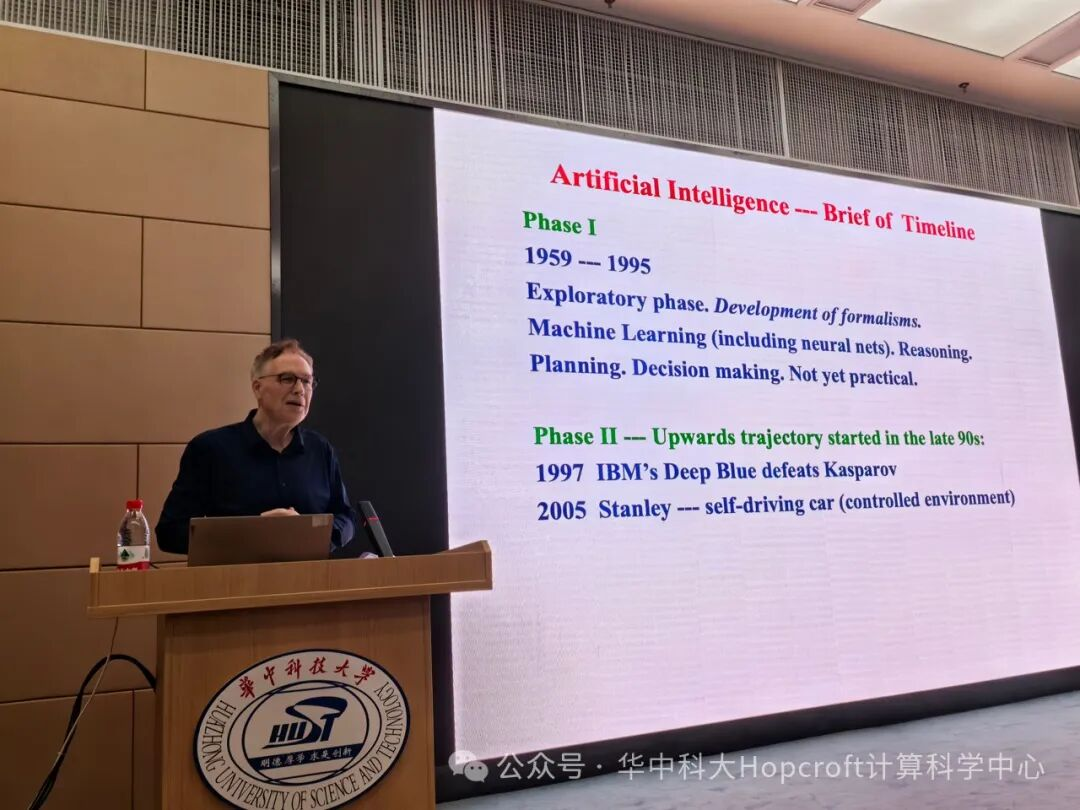 Artificial Intelligence --- Brief of Timeline
Phase I
1959 --- 1995
Exploratory phase. Development of formalisms.
Machine Learning (including neural nets). Reasoning.
Planning. Decision making. Not yet practical.
Phase II --- Upwards trajectory started in the late 90s:
1997 IBM's Deep Blue defeats Kasparov
2005 Stanley --- self-driving car (controlled environment)
華中科技大学
HUST
明德 厚学 求是 创新
HUAZHONG UNIVERSITY OF SCIENCE AND TECHNOLOGY
公众号·华中科大Hopcroft计算科学中心